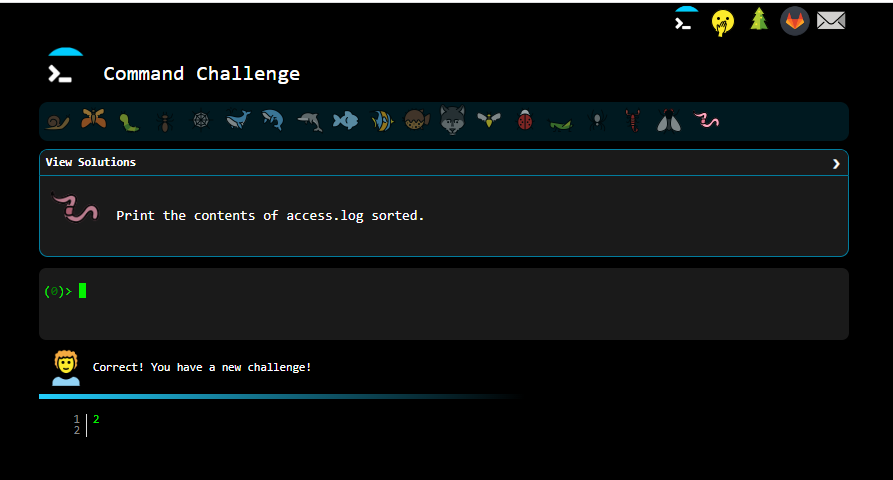 Command Challenge
View Solutions
Print the contents of access.log sorted.
(0)>
Correct! You have a new challenge!
1 2
2